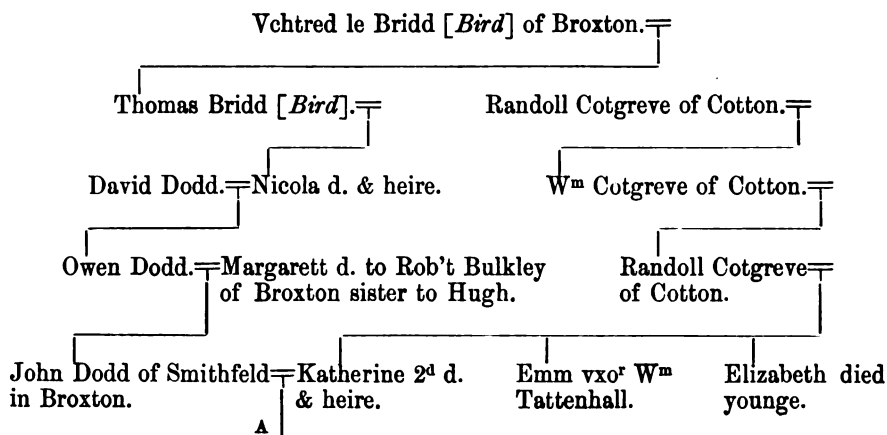 Vchtred le Bridd [Bird] of Broxton.
Thomas Bridd [Bird].
Randoll Cotgreve of Cotton.
David Dodd. Nicola d. & heire.
Wm Cotgreve of Cotton.
Owen Dodd. Margarett d. to Rob't Bulkley
of Broxton sister to Hugh.
Randoll Cotgreve
of Cotton.
John Dodd of Smithfeld
in Broxton.
Katherine 2d d.
& heire.
Emm vxor Wm
Tattenhall.
Elizabeth died
younge.
A